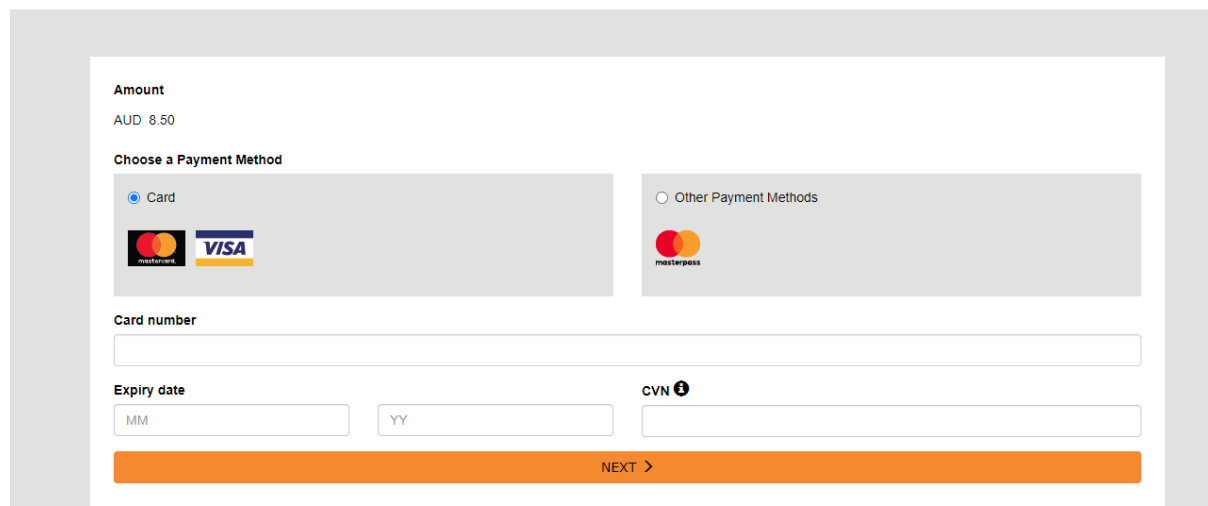 Amount
AUD 8.50
Choose a Payment Method
Card
Other Payment Methods
mastercard.
VISA
masterpass
Card number
Expiry date
CVN
MM
YY
NEXT